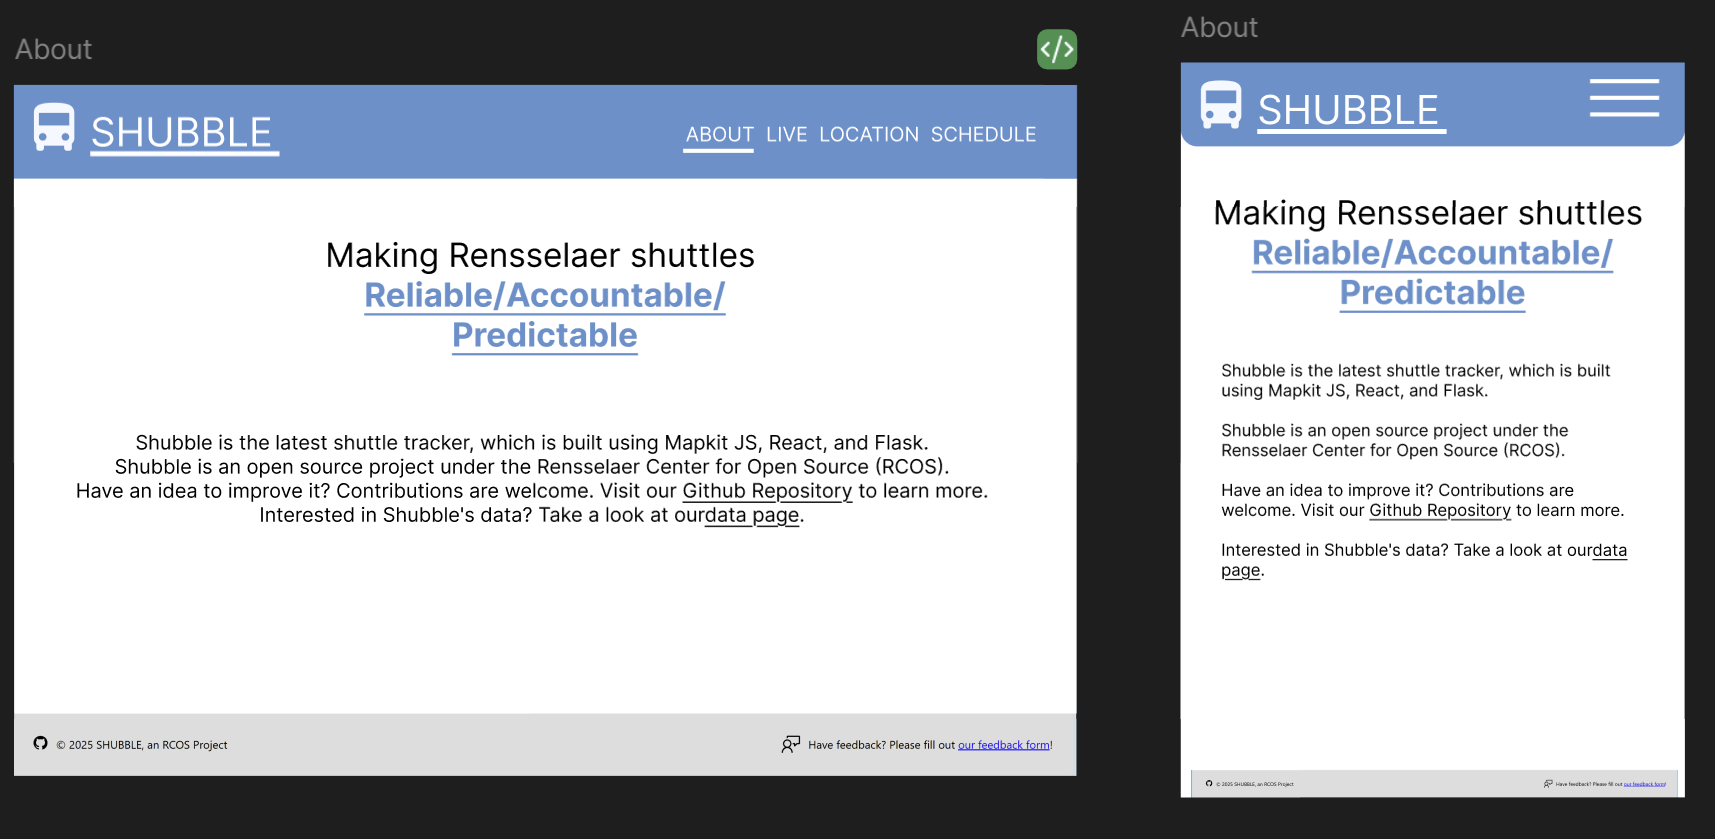 About
</>
SHUBBLE
ABOUT LIVE LOCATION SCHEDULE
Making Rensselaer shuttles
Reliable/Accountable/
Predictable
Shubble is the latest shuttle tracker, which is built using Mapkit JS, React, and Flask.
Shubble is an open source project under the Rensselaer Center for Open Source (RCOS).
Have an idea to improve it? Contributions are welcome. Visit our Github Repository to learn more.
Interested in Shubble's data? Take a look at ourdata page.
© 2025 SHUBBLE, an RCOS Project
Have feedback? Please fill out our feedback form!
About
SHUBBLE
Making Rensselaer shuttles
Reliable/Accountable/
Predictable
Shubble is the latest shuttle tracker, which is built
using Mapkit JS, React, and Flask.
Shubble is an open source project under the
Rensselaer Center for Open Source (RCOS).
Have an idea to improve it? Contributions are
welcome. Visit our Github Repository to learn more.
Interested in Shubble's data? Take a look at ourdata
page.
© 2025 SHUBBLE, an RCOS Project
Have feedback? Please fill out our feedback form!